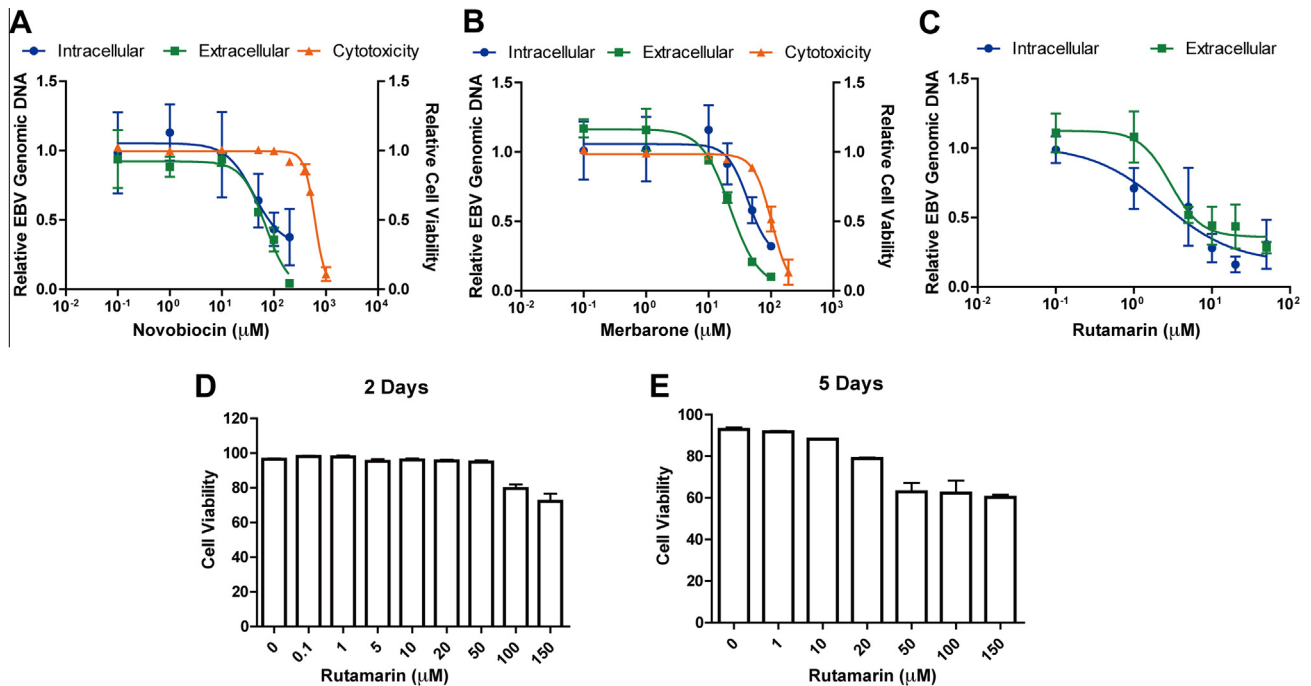 A
Intracellular Extracellular Cytotoxicity
Relative EBV Genomic DNA
1.5
1.0
0.5
0.0
1.5
1.0
0.5
0.0
Relative Cell Viability
10⁻² 10⁻¹ 10⁰ 10¹ 10² 10³ 10⁴
Novobiocin (μM)
B
Intracellular Extracellular Cytotoxicity
Relative EBV Genomic DNA
1.5
1.0
0.5
0.0
1.5
1.0
0.5
0.0
Relative Cell Viability
10⁻² 10⁻¹ 10⁰ 10¹ 10² 10³
Merbarone (μM)
C
Intracellular Extracellular
Relative EBV Genomic DNA
1.5
1.0
0.5
0.0
10⁻² 10⁻¹ 10⁰ 10¹ 10²
Rutamarin (μM)
D
2 Days
Cell Viability
120
100
80
60
40
20
0
0 0.1 1 5 10 20 50 100 150
Rutamarin (μM)
E
5 Days
Cell Viability
100
80
60
40
20
0
0 1 10 20 50 100 150
Rutamarin (μM)